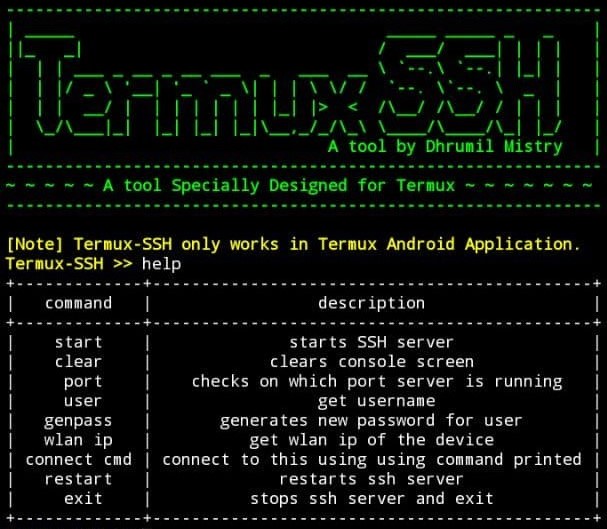 TermuxSSH
A tool by Dhrumil Mistry
~ ~ ~ ~ ~ A tool Specially Designed for Termux ~ ~ ~ ~ ~ ~ ~
[Note] Termux-SSH only works in Termux Android Application.
Termux-SSH >> help
command | description
start | starts SSH server
clear | clears console screen
port | checks on which port server is running
user | get username
genpass | generates new password for user
wlan ip | get wlan ip of the device
connect cmd | connect to this using using command printed
restart | restarts ssh server
exit | stops ssh server and exit